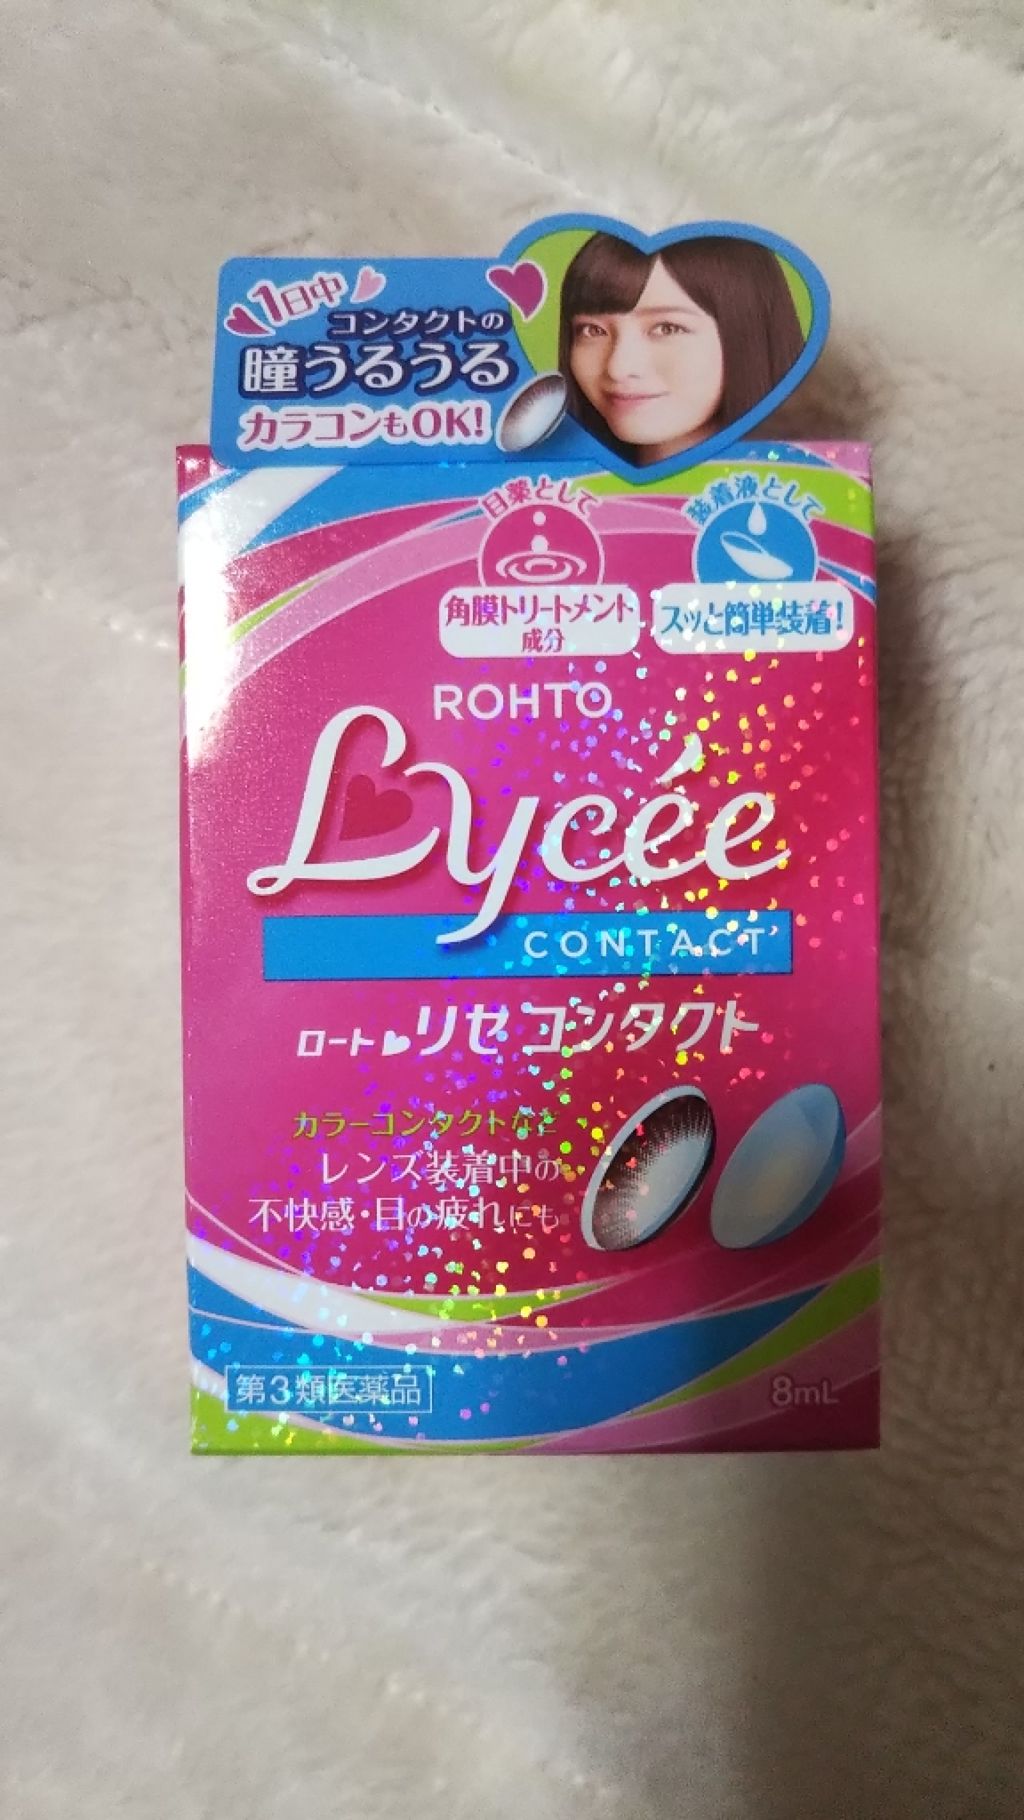 1日中
コンタクトの
瞳うるうる
カラコンもOK!
目薬として
角膜トリートメント
成分
装着液として
スッと簡単装着!
ROHTO
Lycée
CONTACT
ロート リセ コンタクト
カラーコンタクトなど
レンズ装着中の
不快感・目の疲れにも
第3類医薬品
8mL